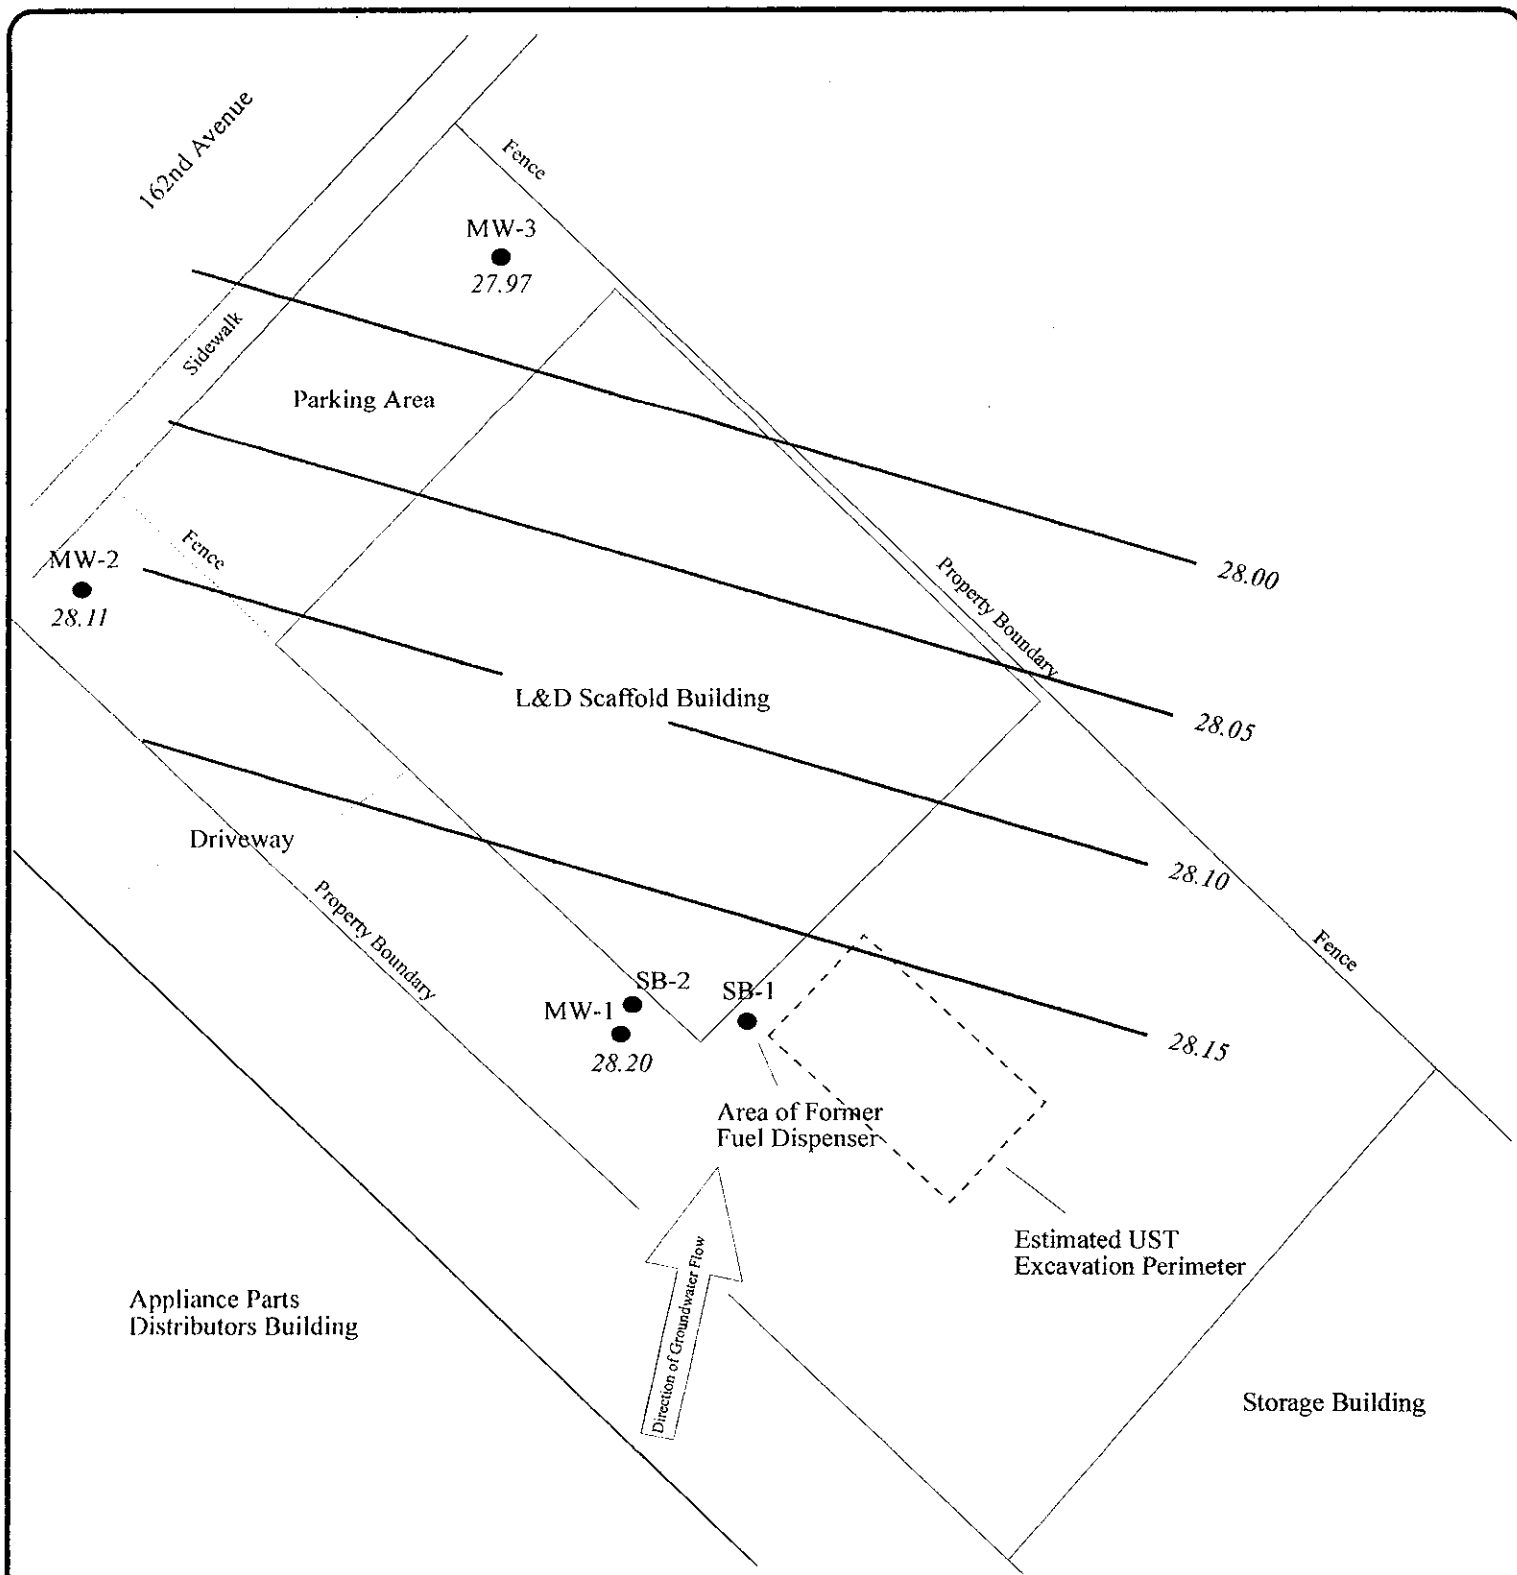 162nd Avenue
Fence
MW-3
27.97
Sidewalk
Parking Area
Fence
MW-2
28.11
28.00
Property Boundary
L&D Scaffold Building
28.05
Driveway
28.10
Property Boundary
Fence
SB-2
SB-1
MW-1
28.20
28.15
Area of Former
Fuel Dispenser
Direction of Groundwater Flow
Estimated UST
Excavation Perimeter
Appliance Parts
Distributors Building
Storage Building